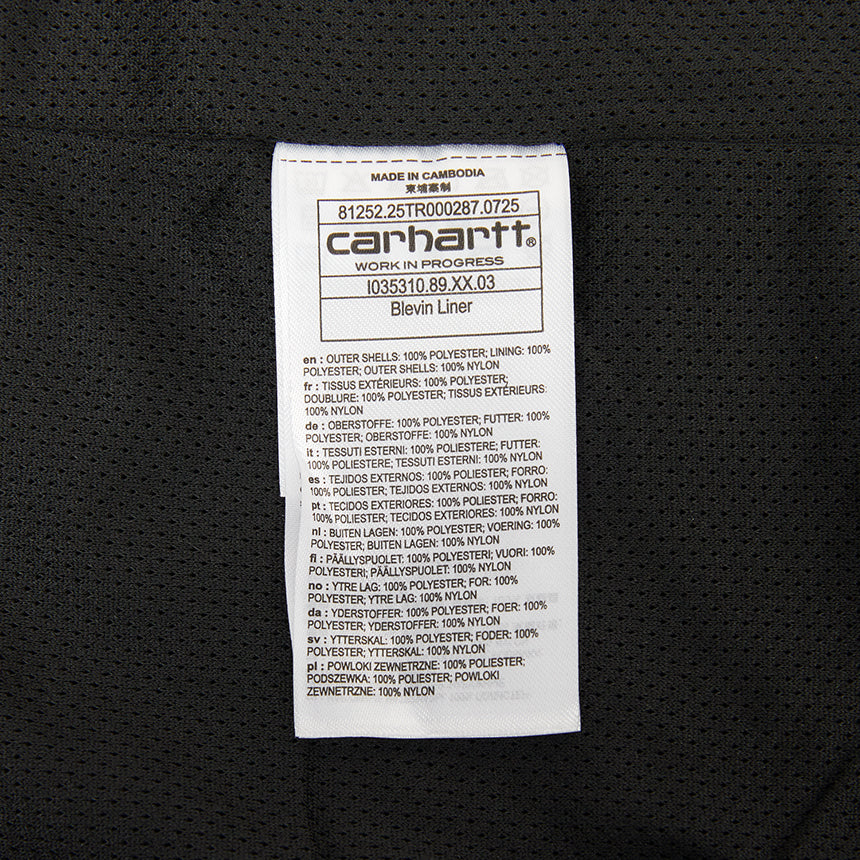 MADE IN CAMBODIA
柬埔寨制
81252.25TR000287.0725
carhartt®
WORK IN PROGRESS
I035310.89.XX.03
Blevin Liner
en : OUTER SHELLS: 100% POLYESTER; LINING: 100%
POLYESTER; OUTER SHELLS: 100% NYLON
fr : TISSUS EXTÉRIEURS: 100% POLYESTER;
DOUBLURE: 100% POLYESTER; TISSUS EXTÉRIEURS:
100% NYLON
de : OBERSTOFFE: 100% POLYESTER; FUTTER: 100%
POLYESTER; OBERSTOFFE: 100% NYLON
it : TESSUTI ESTERNI: 100% POLIESTERE; FUTTER:
100% POLIESTERE; TESSUTI ESTERNI: 100% NYLON
es : TEJIDOS EXTERNOS: 100% POLIESTER; FORRO:
100% POLIESTER; TEJIDOS EXTERNOS: 100% NYLON
pt : TECIDOS EXTERIORES: 100% POLIESTER; FORRO:
100% POLIESTER; TECIDOS EXTERIORES: 100% NYLON
nl : BUITEN LAGEN: 100% POLYESTER; VOERING: 100%
POLYESTER; BUITEN LAGEN: 100% NYLON
fi : PÄÄLLYSPUOLET: 100% POLYESTERI; VUORI: 100%
POLYESTERI; PÄÄLLYSPUOLET: 100% NYLON
no : YTRE LAG: 100% POLYESTER; FOR: 100%
POLYESTER; YTRE LAG: 100% NYLON
da : YDERSTOFFER: 100% POLYESTER; FOER: 100%
POLYESTER; YDERSTOFFER: 100% NYLON
sv : YTTERSKAL: 100% POLYESTER; FODER: 100%
POLYESTER; YTTERSKAL: 100% NYLON
pl : POWLOKI ZEWNETRZNE: 100% POLIESTER;
PODSZEWKA: 100% POLIESTER; POWLOKI
ZEWNETRZNE: 100% NYLON